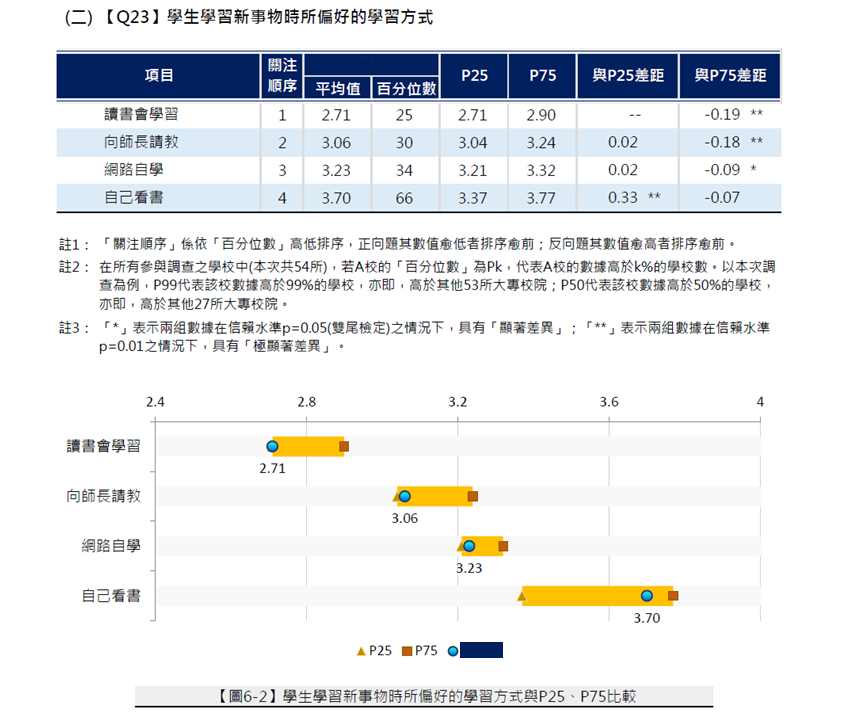 (二) 【Q23】學生學習新事物時所偏好的學習方式
項目 關注順序 平均值 百分位數 P25 P75 與P25差距 與P75差距
讀書會學習 1 2.71 25 2.71 2.90 -- -0.19 **
向師長請教 2 3.06 30 3.04 3.24 0.02 -0.18 **
網路自學 3 3.23 34 3.21 3.32 0.02 -0.09 *
自己看書 4 3.70 66 3.37 3.77 0.33 ** -0.07
註1：「關注順序」係依「百分位數」高低排序，正向題其數值愈低者排序愈前；反向題其數值愈高者排序愈前。
註2：在所有參與調查之學校中(本次共54所)，若A校的「百分位數」為Pk，代表A校的數據高於k%的學校數。以本次調
查為例，P99代表該校數據高於99%的學校，亦即，高於其他53所大專校院；P50代表該校數據高於50%的學校，
亦即，高於其他27所大專校院。
註3：「*」表示兩組數據在信賴水準p=0.05(雙尾檢定)之情況下，具有「顯著差異」；「**」表示兩組數據在信賴水準
p=0.01之情況下，具有「極顯著差異」。
2.4 2.8 3.2 3.6 4
讀書會學習
2.71
向師長請教
3.06
網路自學
3.23
自己看書
3.70
P25 P75
【圖6-2】學生學習新事物時所偏好的學習方式與P25、P75比較